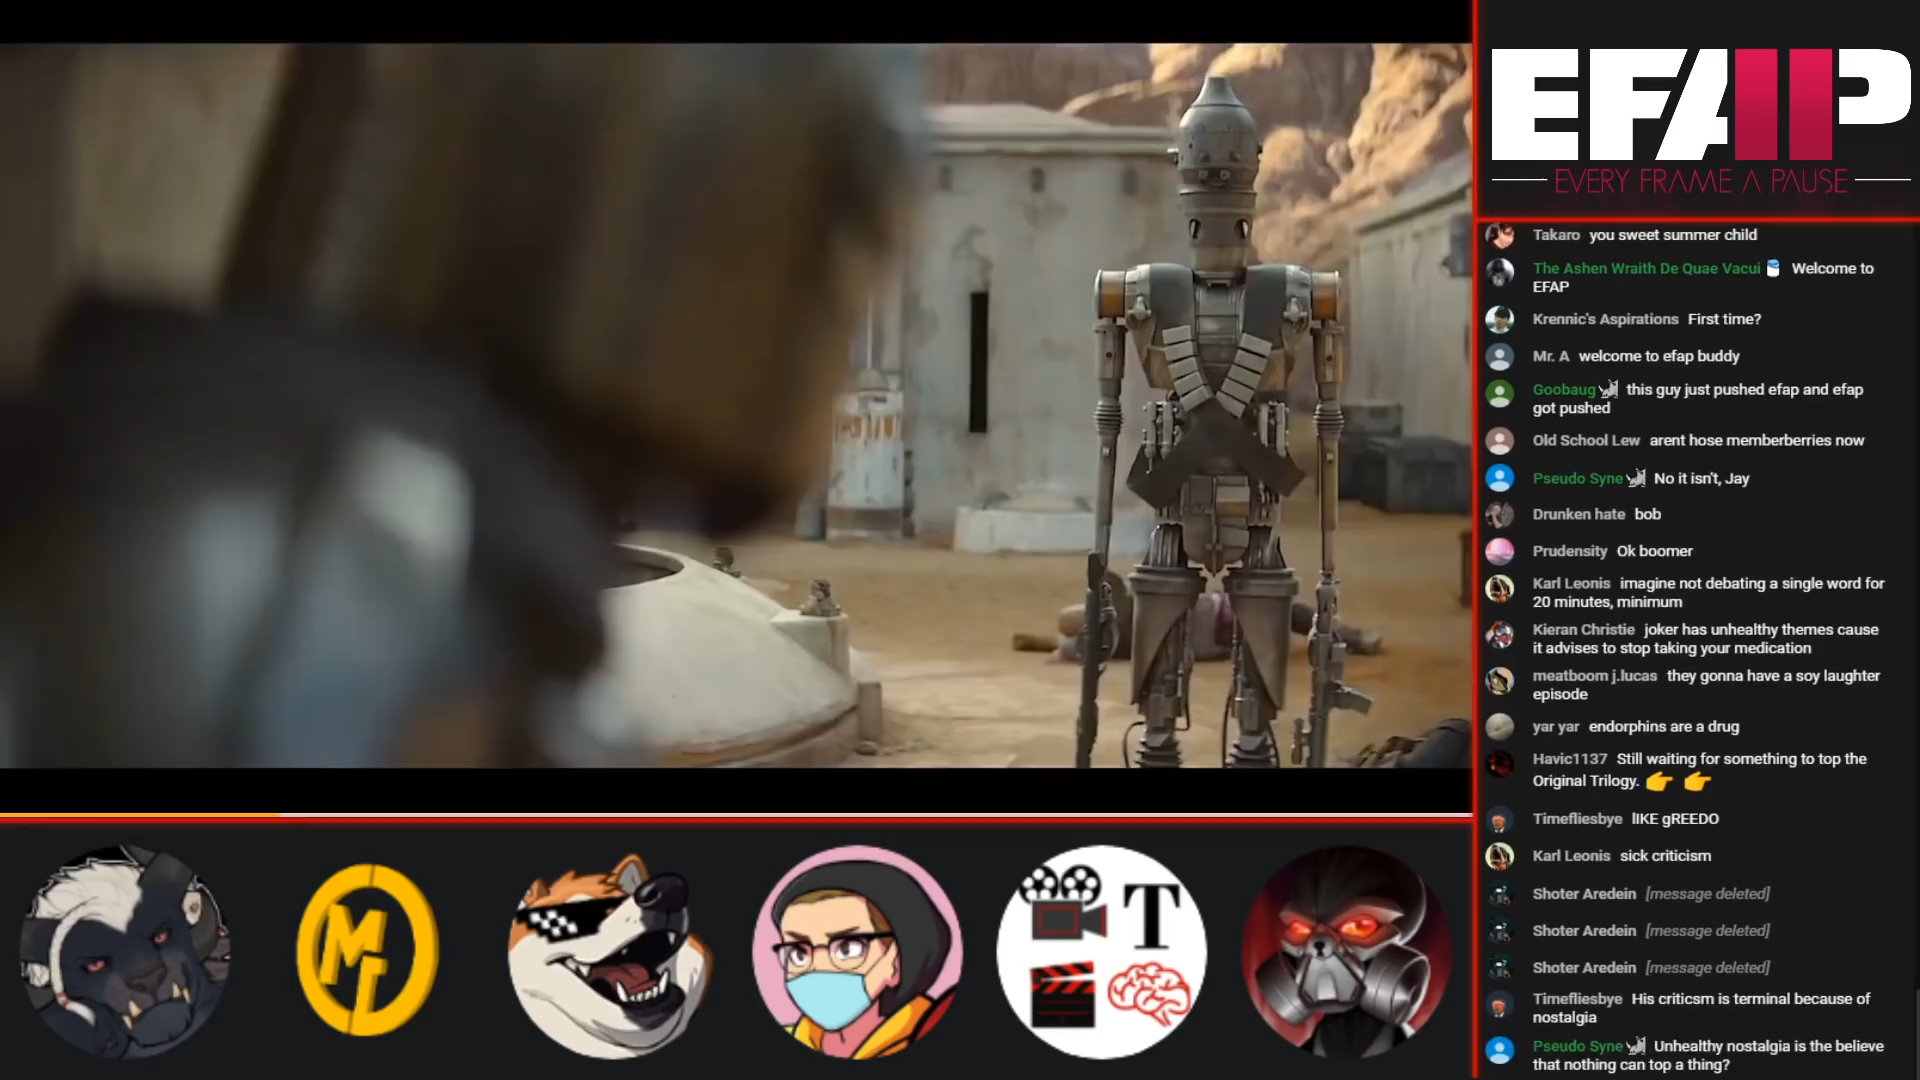 EFAP
EVERY FRAME A PAUSE
Takaro you sweet summer child
The Ashen Wraith De Quae Vacui Welcome to
EFAP
Krennic's Aspirations First time?
Mr. A welcome to efap buddy
Goobaug this guy just pushed efap and efap
got pushed
Old School Lew arent hose memberberries now
Pseudo Syne No it isn't, Jay
Drunken hate bob
Prudensity Ok boomer
Karl Leonis imagine not debating a single word for
20 minutes, minimum
Kieran Christie joker has unhealthy themes cause
it advises to stop taking your medication
meatboom j.lucas they gonna have a soy laughter
episode
yar yar endorphins are a drug
Havic1137 Still waiting for something to top the
Original Trilogy. 👉 👉
Timefliesbye lIKE gREEDO
Karl Leonis sick criticism
Shoter Aredein [message deleted]
Shoter Aredein [message deleted]
Shoter Aredein [message deleted]
Timefliesbye His criticsm is terminal because of
nostalgia
Pseudo Syne Unhealthy nostalgia is the believe
that nothing can top a thing?
T